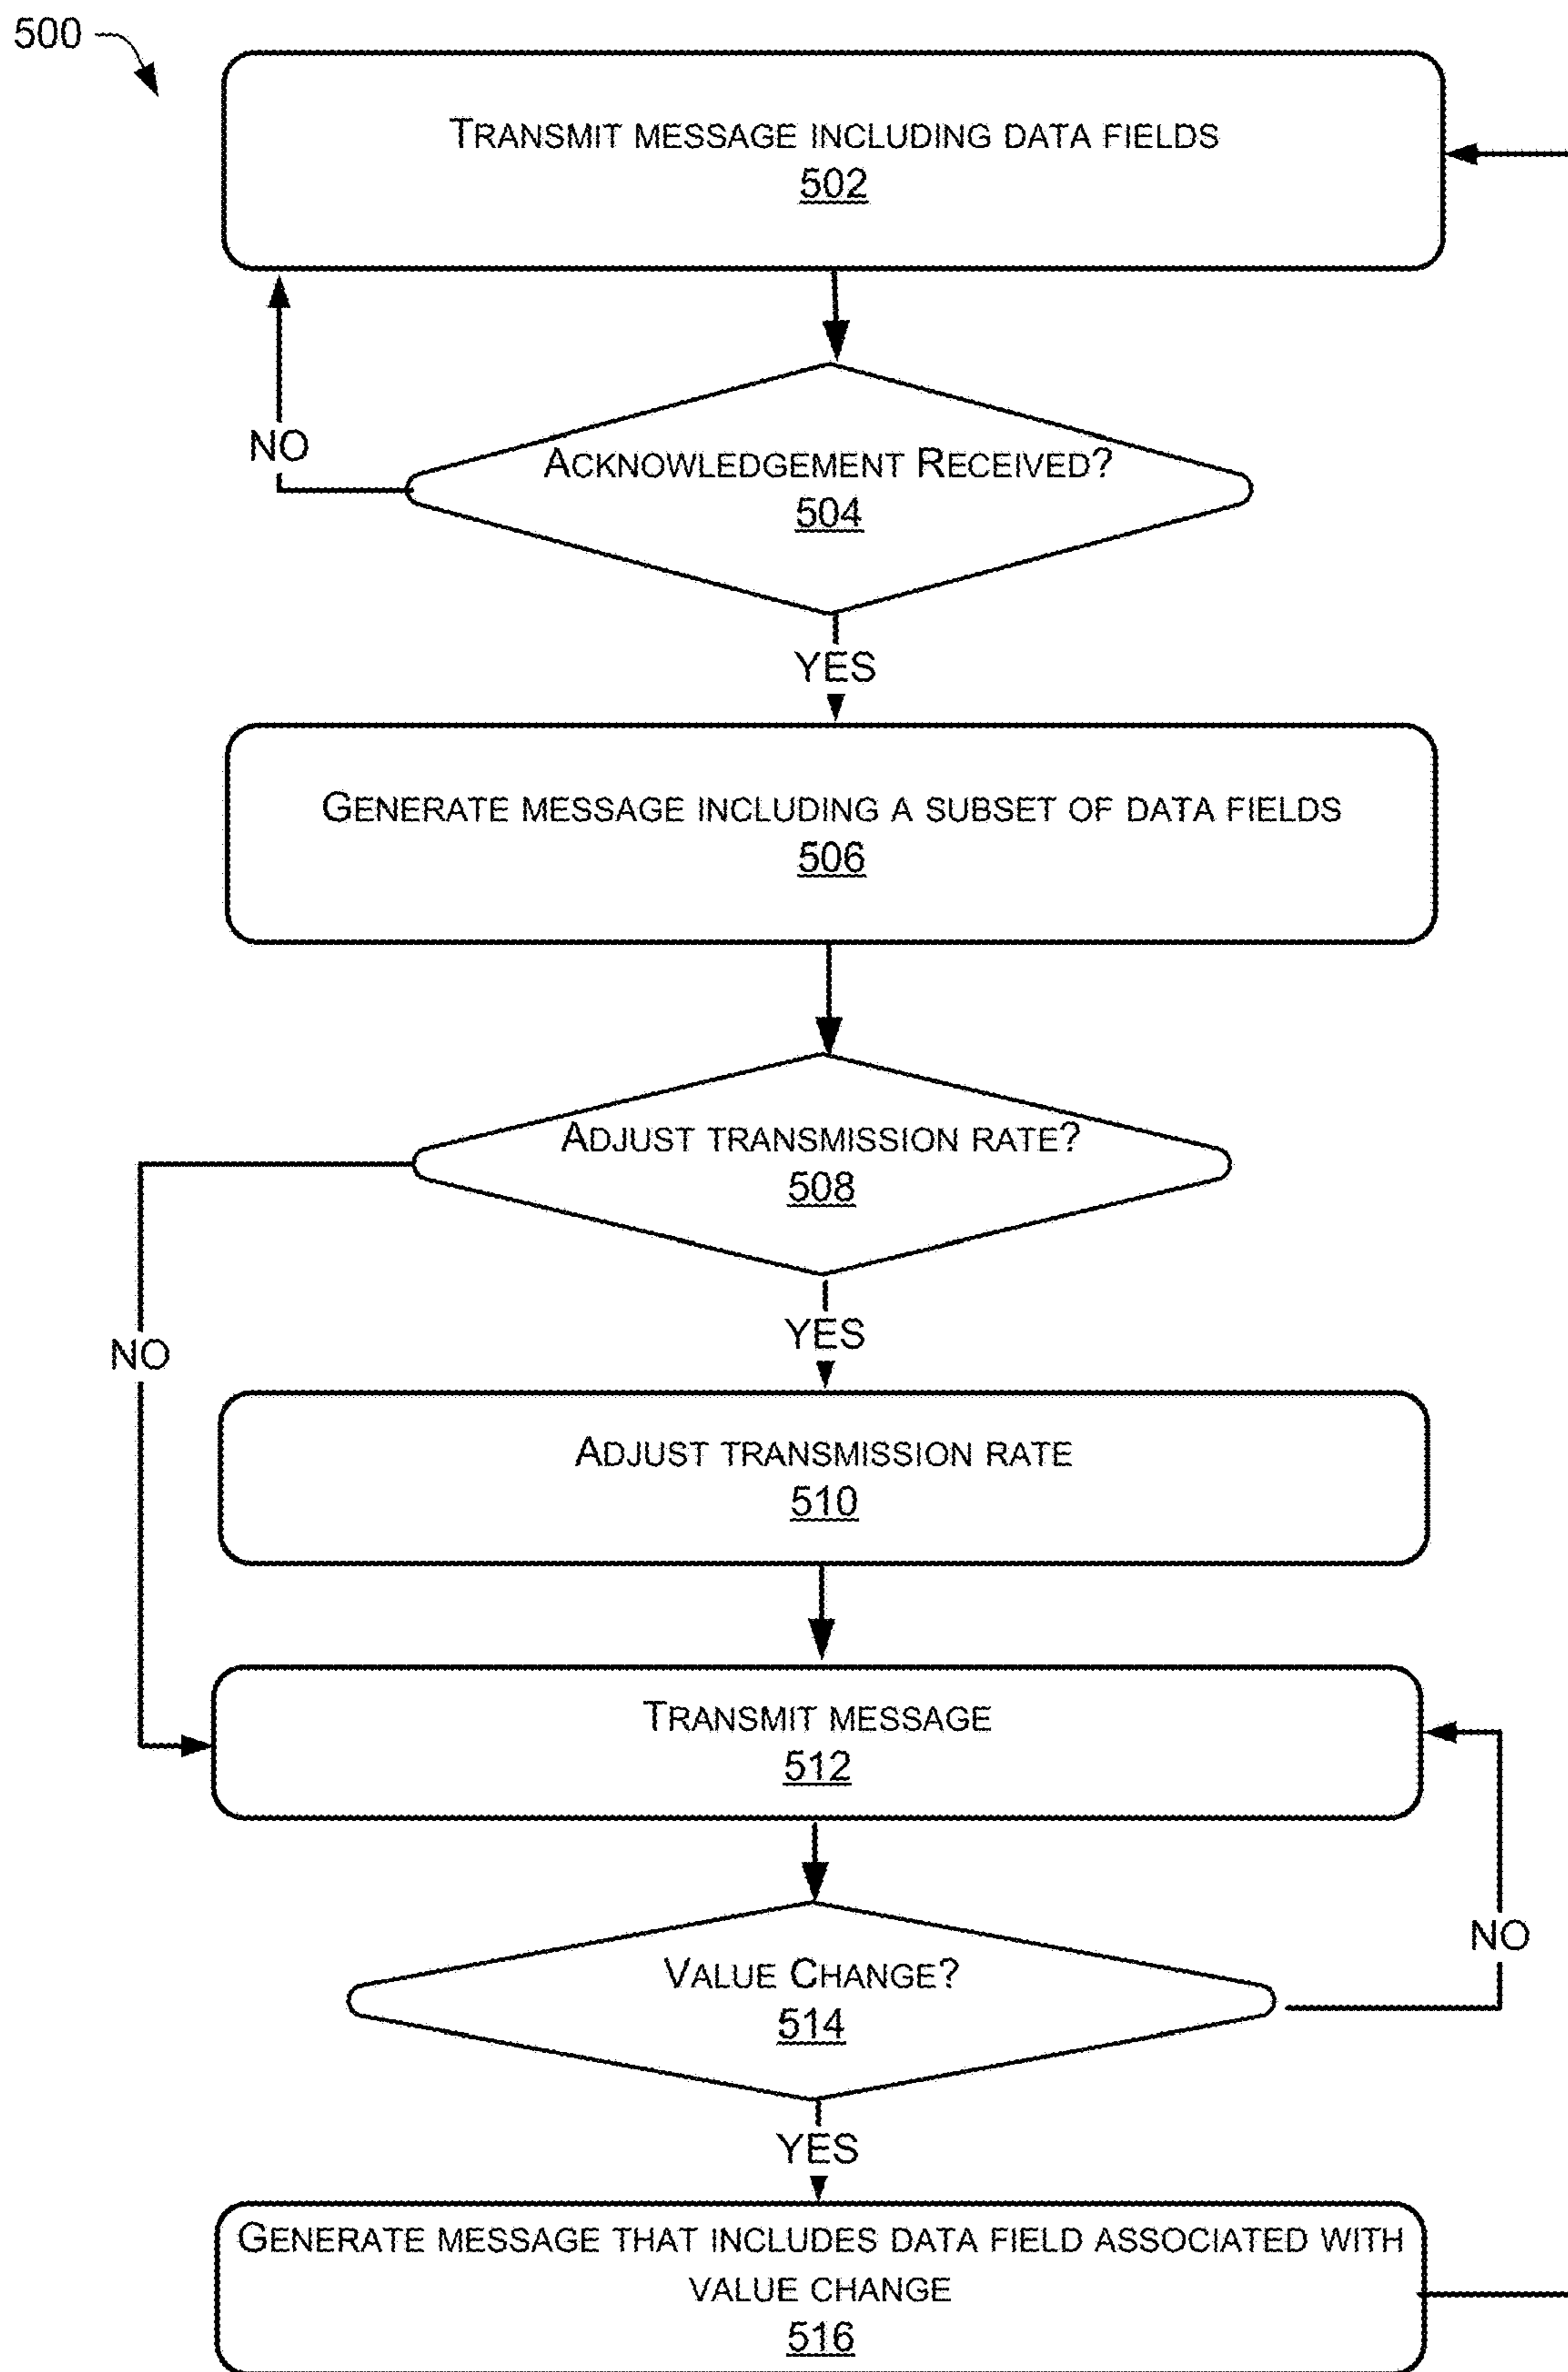 500
TRANSMIT MESSAGE INCLUDING DATA FIELDS
502
NO
ACKNOWLEDGEMENT RECEIVED?
504
YES
GENERATE MESSAGE INCLUDING A SUBSET OF DATA FIELDS
506
ADJUST TRANSMISSION RATE?
508
NO
YES
ADJUST TRANSMISSION RATE
510
TRANSMIT MESSAGE
512
NO
VALUE CHANGE?
514
YES
GENERATE MESSAGE THAT INCLUDES DATA FIELD ASSOCIATED WITH
VALUE CHANGE
516